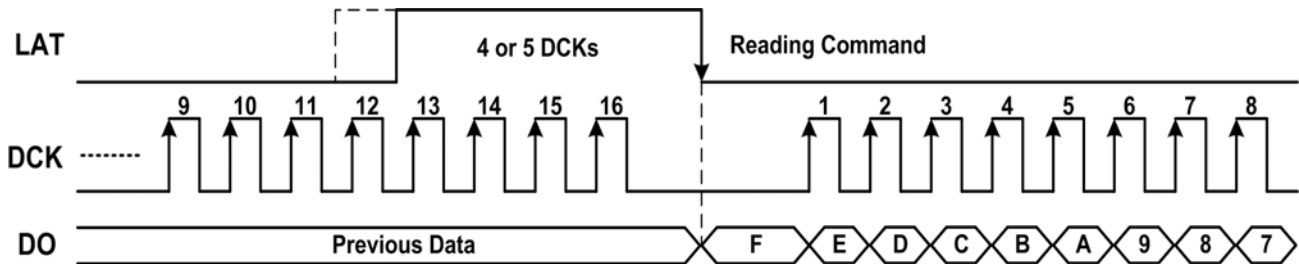 LAT 4 or 5 DCKs Reading Command
9 10 11 12 13 14 15 16 1 2 3 4 5 6 7 8
DCK
DO Previous Data F E D C B A 9 8 7